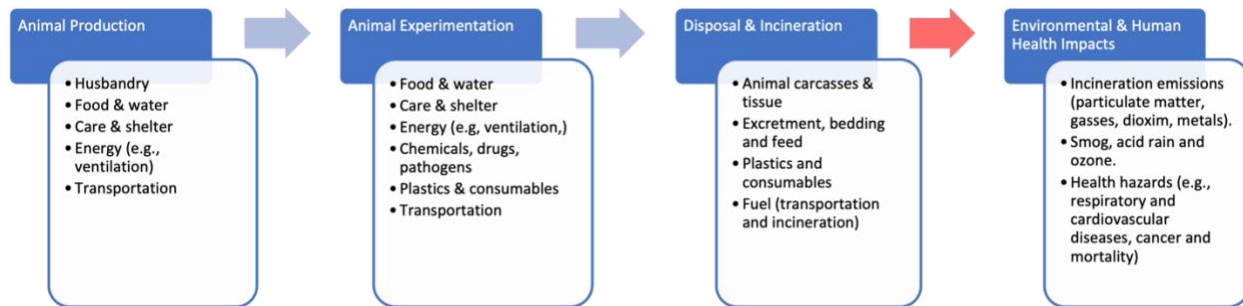 Animal Production
• Husbandry
• Food & water
• Care & shelter
• Energy (e.g.,
ventilation)
• Transportation
Animal Experimentation
• Food & water
• Care & shelter
• Energy (e.g, ventilation,)
• Chemicals, drugs,
pathogens
• Plastics & consumables
• Transportation
Disposal & Incineration
• Animal carcasses &
tissue
• Excretment, bedding
and feed
• Plastics and
consumables
• Fuel (transportation
and incineration)
Environmental & Human
Health Impacts
• Incineration emissions
(particulate matter,
gasses, dioxim, metals).
• Smog, acid rain and
ozone.
• Health hazards (e.g.,
respiratory and
cardiovascular
diseases, cancer and
mortality)